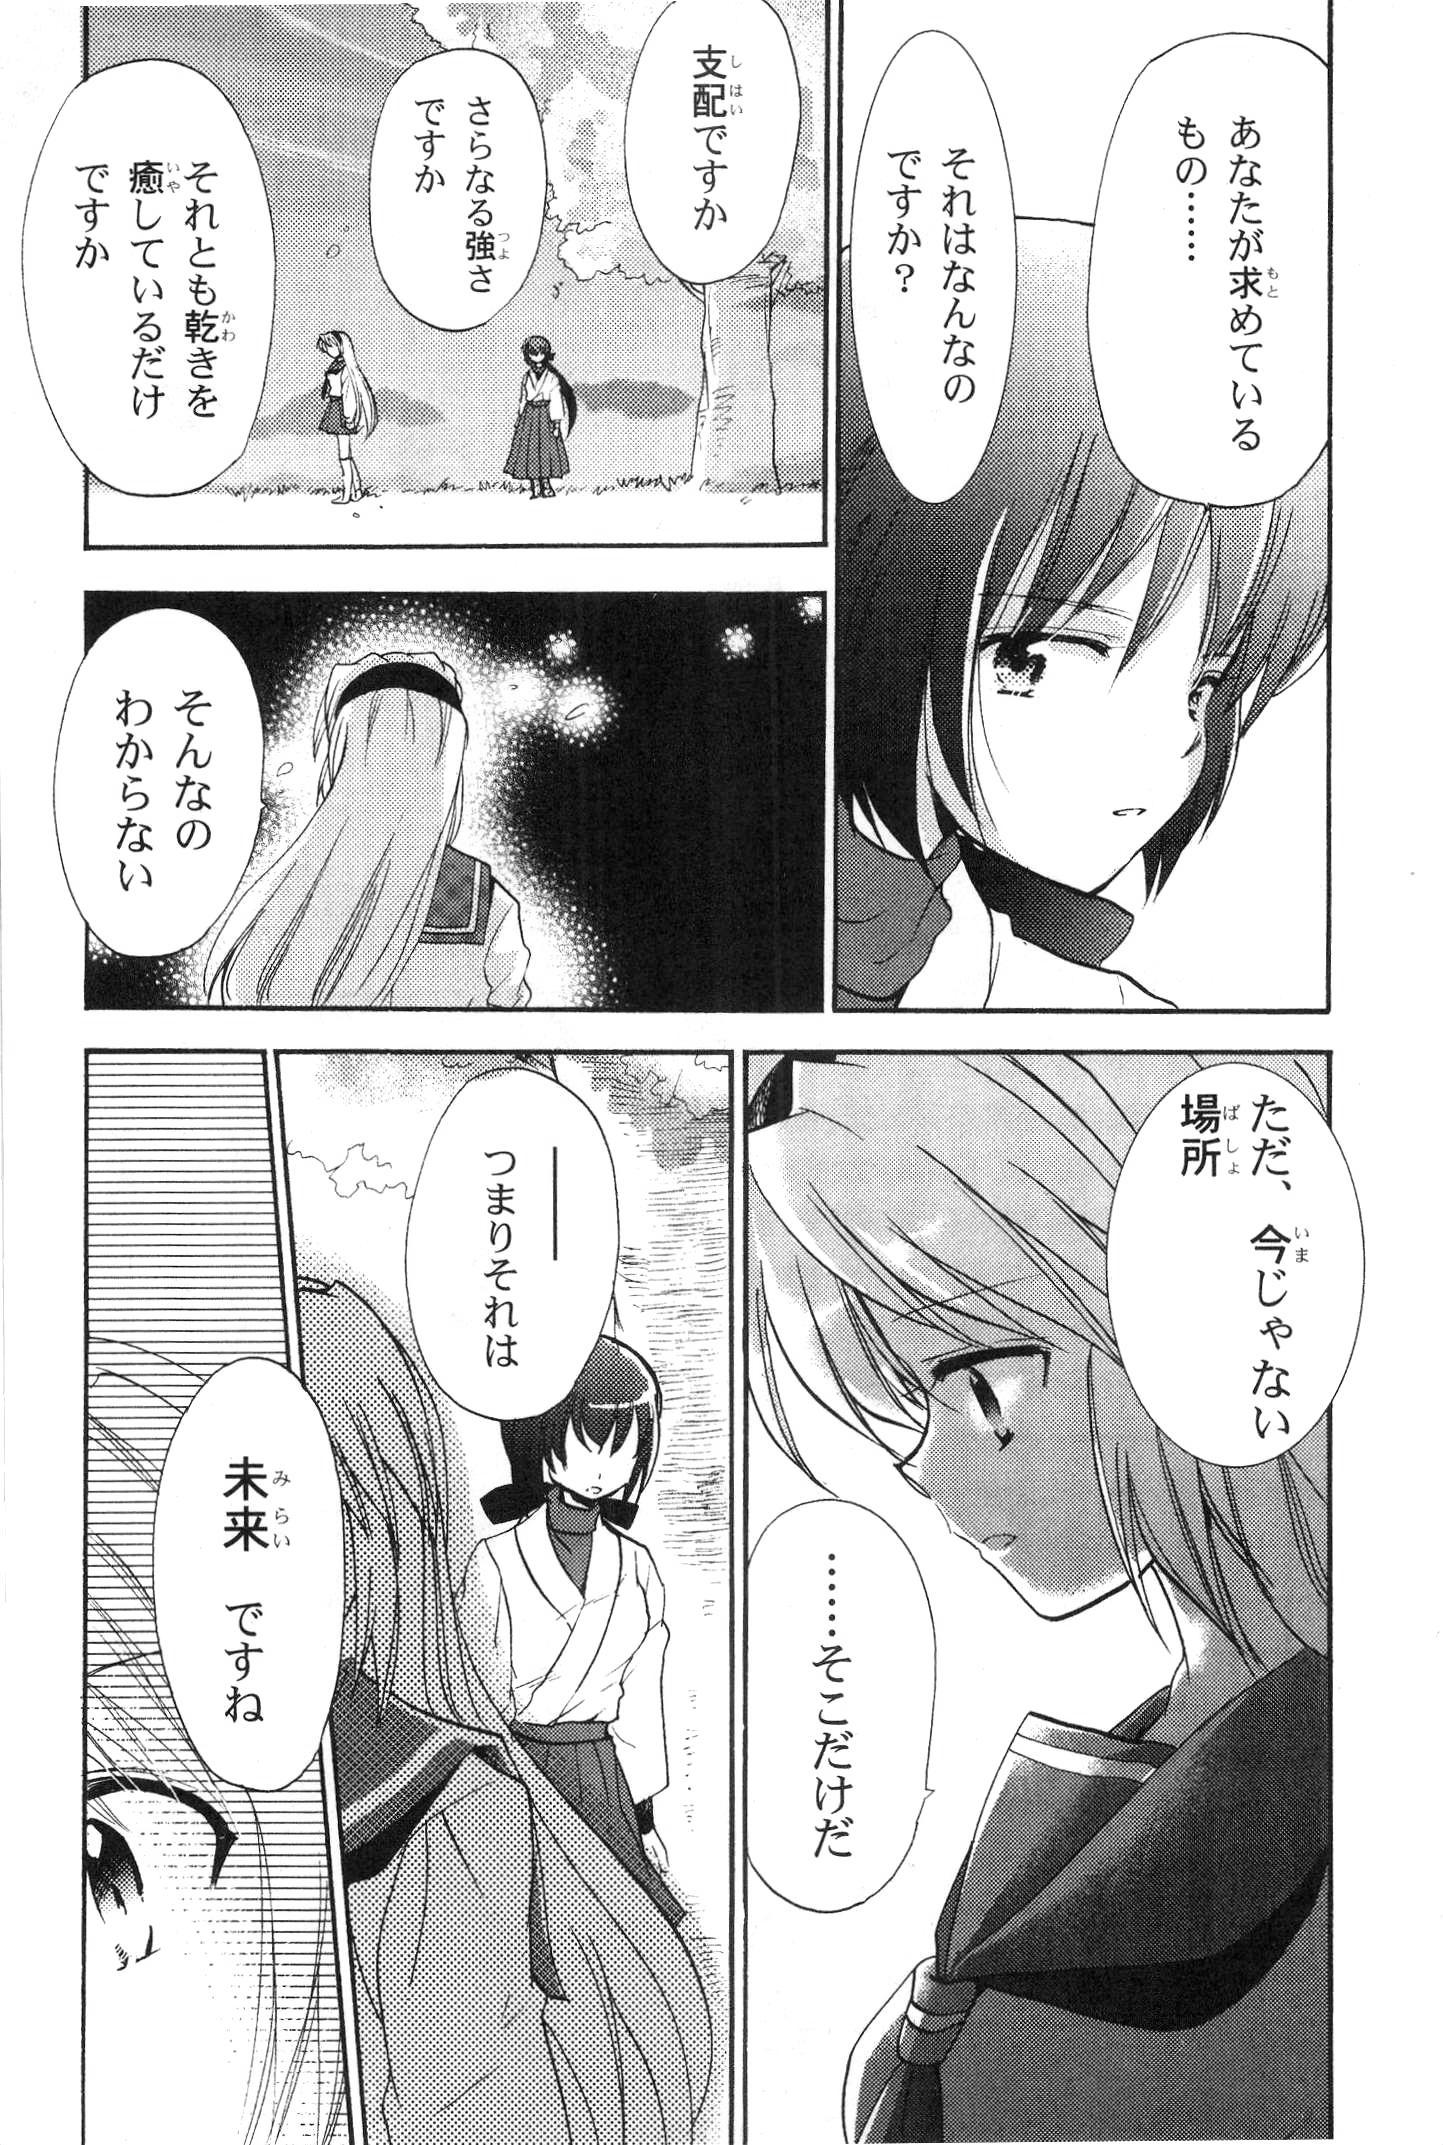 あなたが求めている
もの……
それはなんなの
ですか？
支配ですか
さらなる強さ
ですか
それとも乾きを
癒しているだけ
ですか
そんなの
わからない
ただ、今じゃない
場所
……そこだけだ
――
つまりそれは
未来ですね